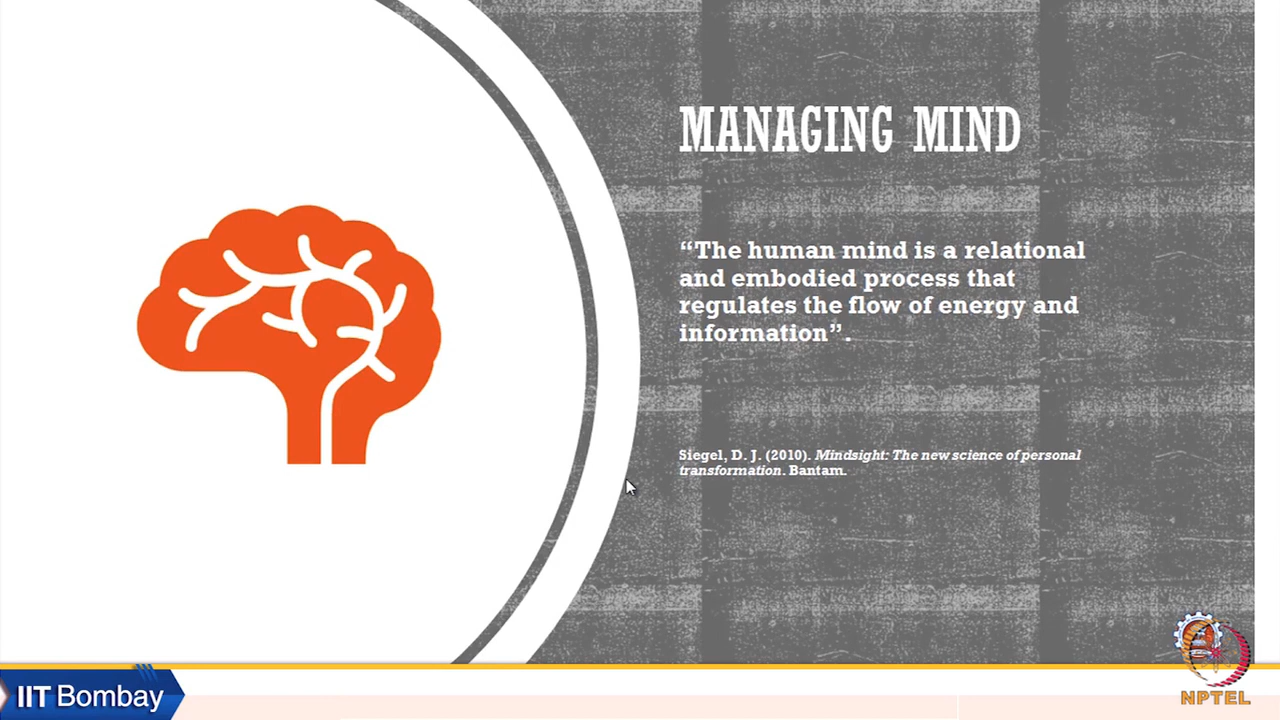 MANAGING MIND
“The human mind is a relational
and embodied process that
regulates the flow of energy and
information”.
Siegel, D. J. (2010). Mindsight: The new science of personal
transformation. Bantam.
IIT Bombay
NPTEL